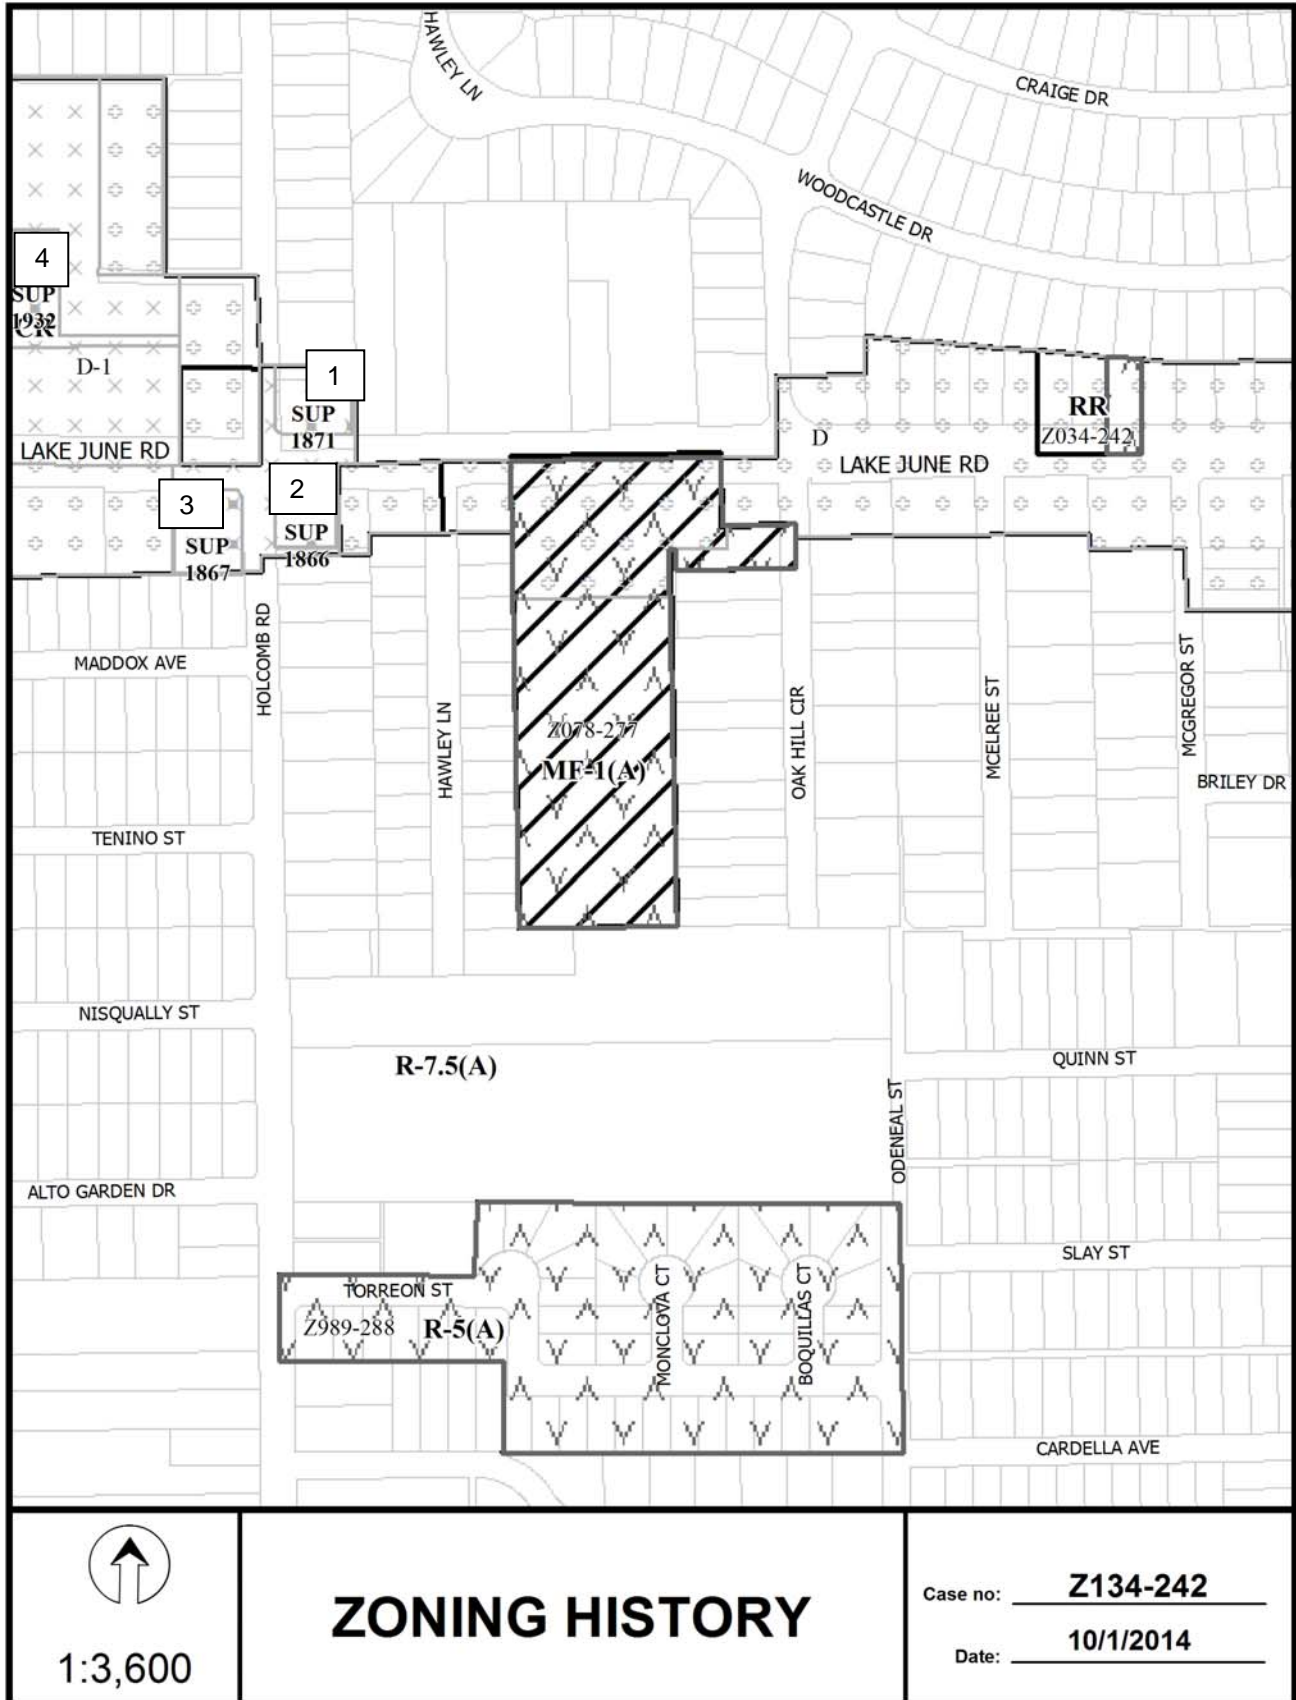 HAWLEY LN
CRAIGE DR
WOODCASTLE DR
4
SUP
1932
CR
D-1
1
SUP
1871
RR
Z034-242
D
LAKE JUNE RD
LAKE JUNE RD
3
2
SUP
1867
SUP
1866
MADDOX AVE
HOLCOMB RD
HAWLEY LN
Z078-277
MF-1(A)
OAK HILL CIR
MCELREE ST
MCGREGOR ST
BRILEY DR
TENINO ST
NISQUALLY ST
R-7.5(A)
QUINN ST
ODENEAL ST
ALTO GARDEN DR
SLAY ST
TORREON ST
Z989-288
R-5(A)
MONCLOVA CT
BOQUILLAS CT
CARDELLA AVE
1:3,600
ZONING HISTORY
Case no: Z134-242
Date: 10/1/2014